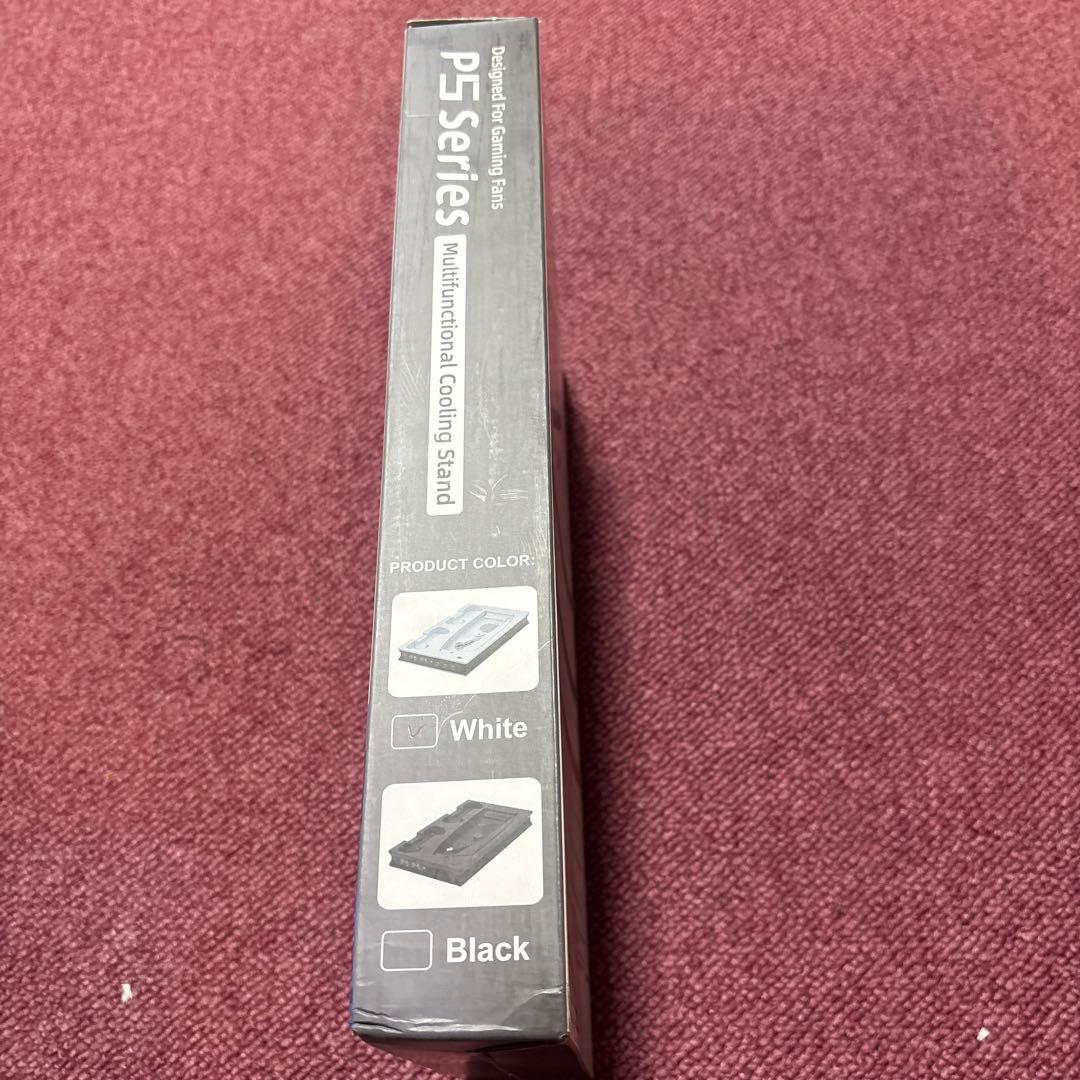 Designed For Gaming Fans
P5 Series
Multifunctional Cooling Stand
PRODUCT COLOR:
White
Black